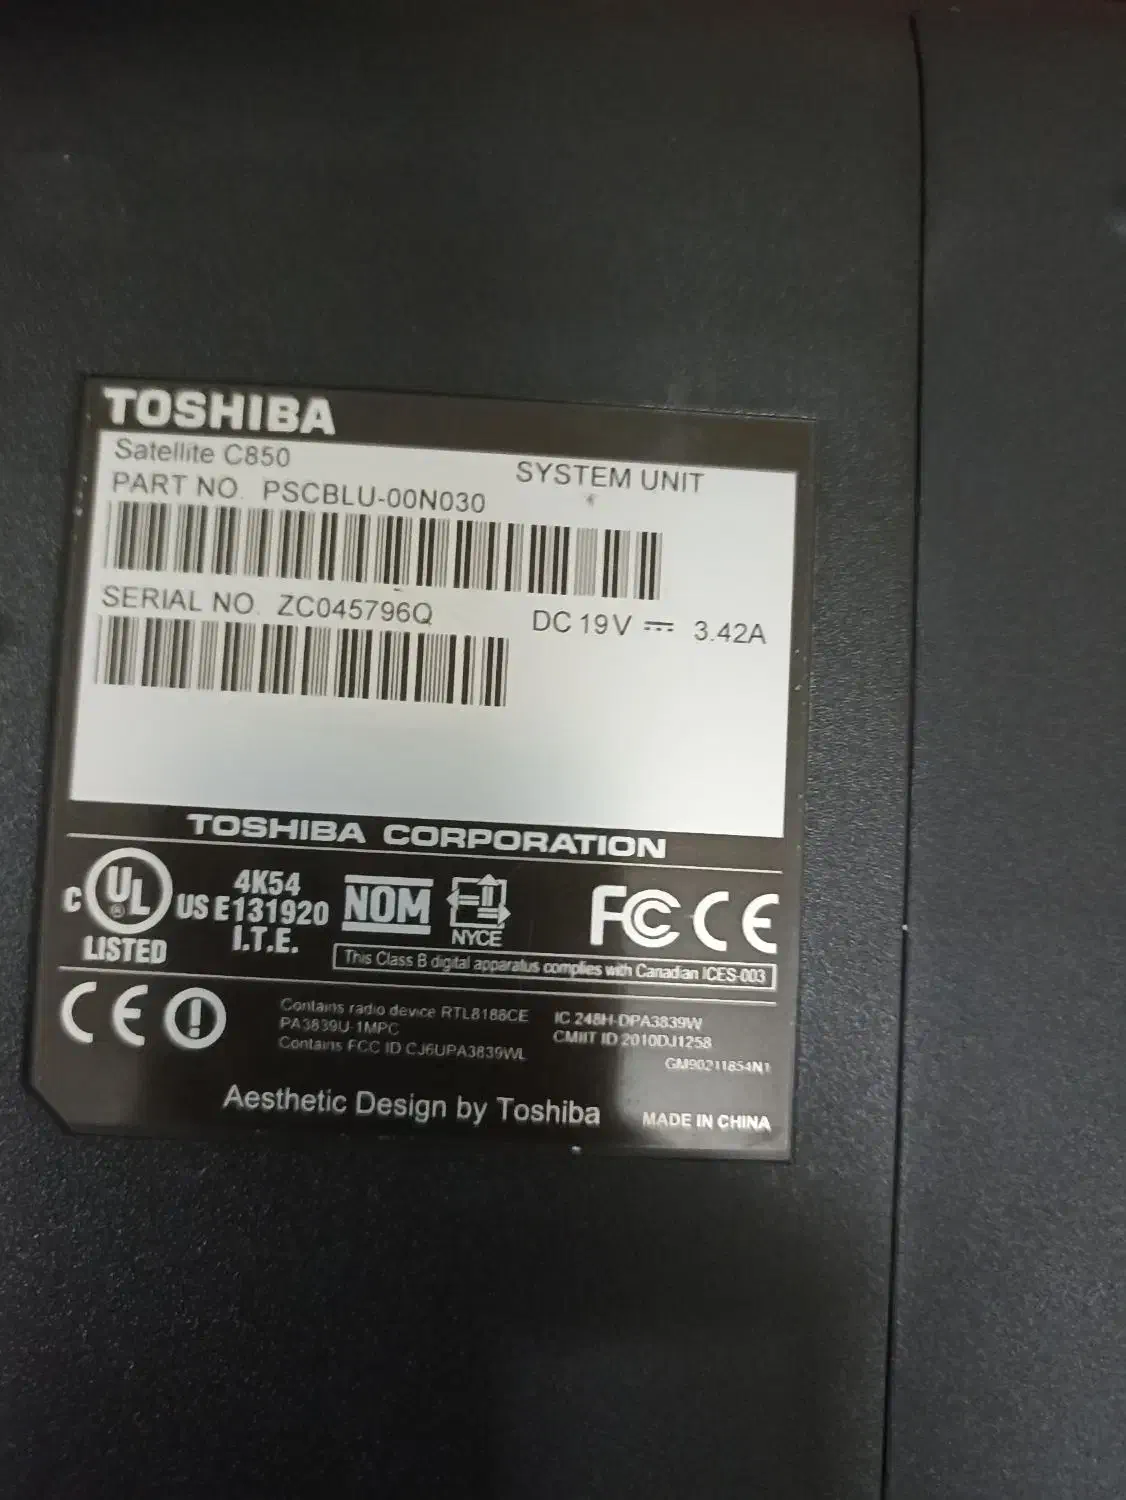 TOSHIBA
Satellite C850
SYSTEM UNIT
PART NO. PSCBLU-00N030
SERIAL NO. ZC045796Q
DC 19V ⎓ 3.42A
TOSHIBA CORPORATION
C UL ® US
LISTED
4K54
E131920
I.T.E.
NOM
NYCE
FC CE
This Class B digital apparatus complies with Canadian ICES-003
CE
Contains radio device RTL8188CE
PA3839U-1MPC
Contains FCC ID CJ6UPA3839WL
IC 248H-DPA3839W
CMIIT ID 2010DJ1258
GM90211854N1
Aesthetic Design by Toshiba
MADE IN CHINA